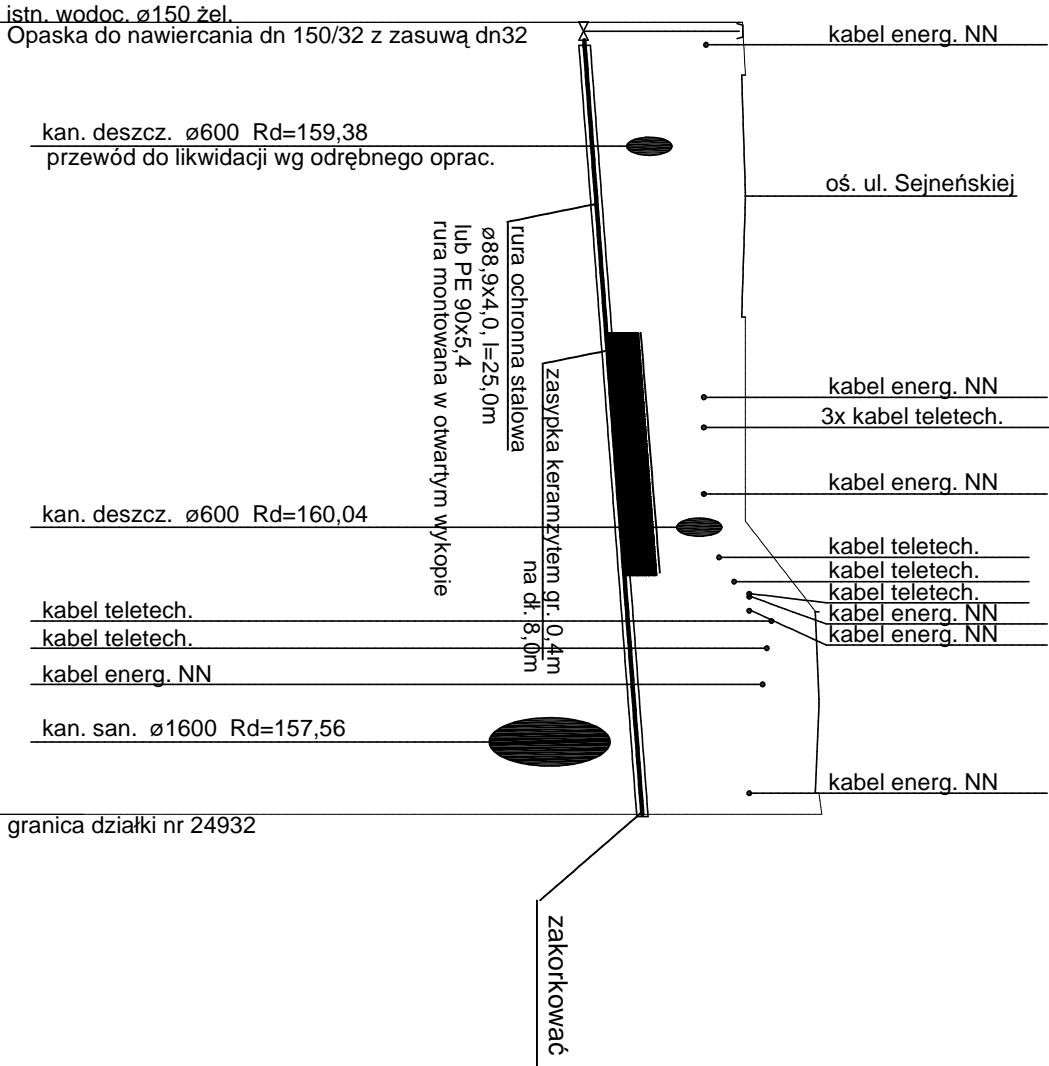 istn. wodoc. ø150 żel.
Opaska do nawiercania dn 150/32 z zasuwą dn32
kabel energ. NN
kan. deszcz. ø600 Rd=159,38
przewód do likwidacji wg odrębnego oprac.
oś. ul. Sejneńskiej
rura ochronna stalowa
ø88,9x4,0, l=25,0m
lub PE 90x5,4
rura montowana w otwartym wykopie
zasypka keramzytem gr. 0,4m
na dł. 8,0m
kabel energ. NN
3x kabel teletech.
kabel energ. NN
kan. deszcz. ø600 Rd=160,04
kabel teletech.
kabel teletech.
kabel teletech.
kabel energ. NN
kabel energ. NN
kabel teletech.
kabel teletech.
kabel energ. NN
kan. san. ø1600 Rd=157,56
kabel energ. NN
granica działki nr 24932
zakorkować